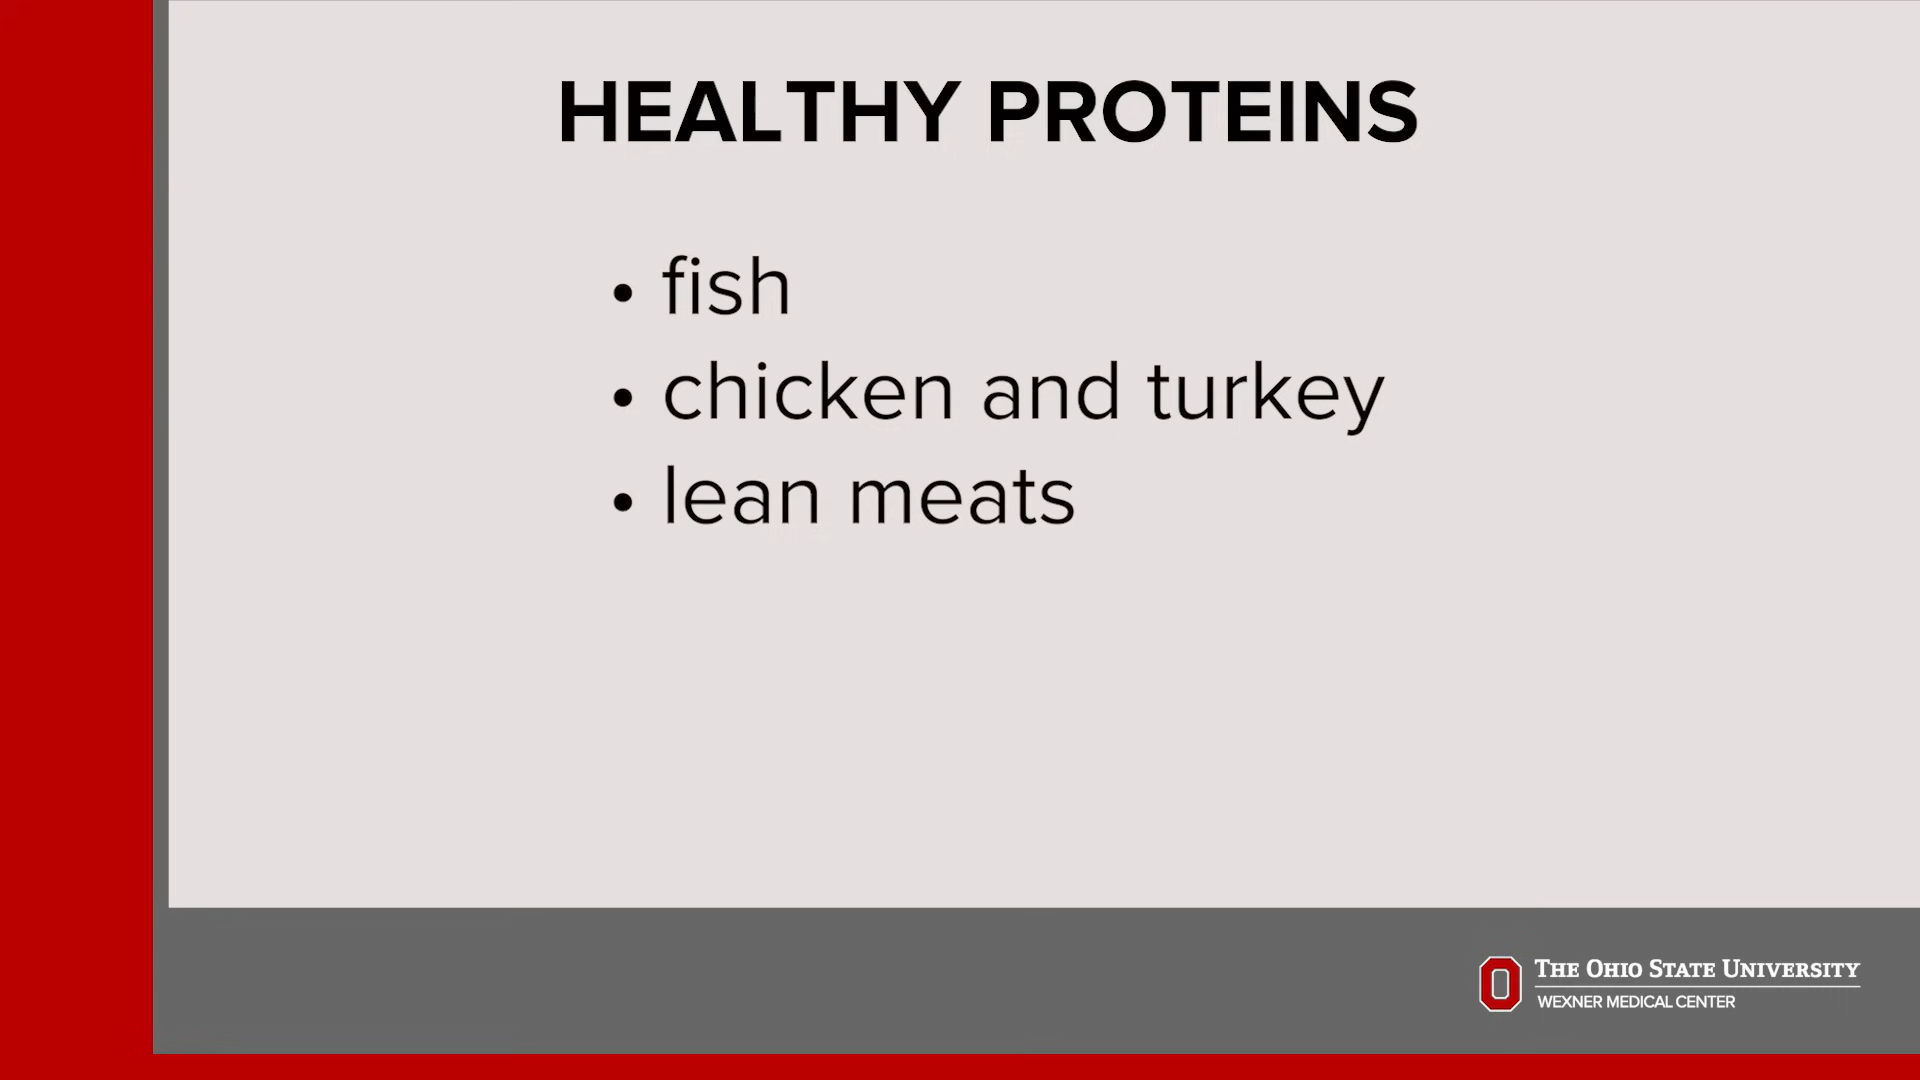 HEALTHY PROTEINS
• fish
• chicken and turkey
• lean meats
THE OHIO STATE UNIVERSITY
WEXNER MEDICAL CENTER